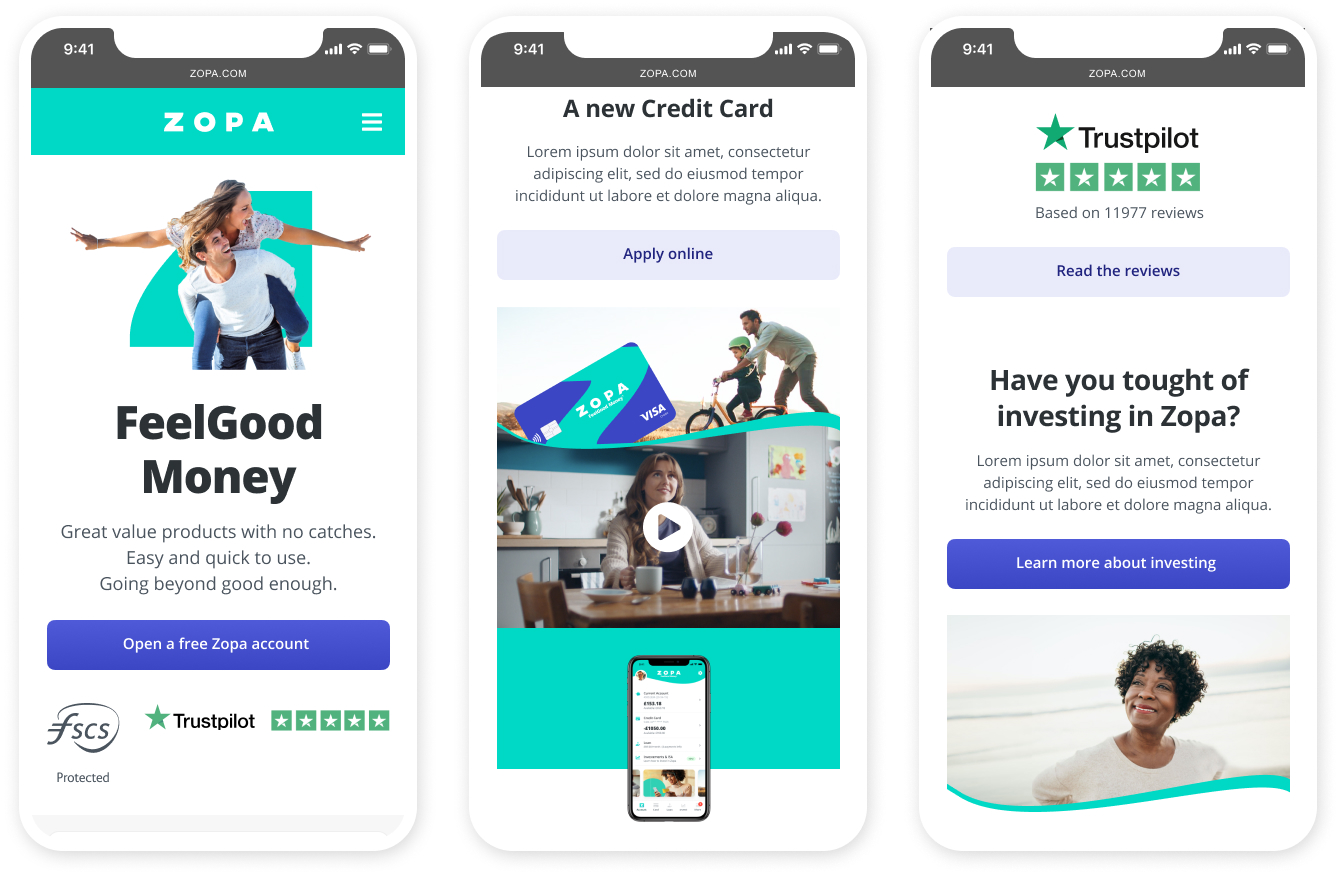 9:41
ZOPA.COM
ZOPA
FeelGood
Money
Great value products with no catches.
Easy and quick to use.
Going beyond good enough.
Open a free Zopa account
fscs
Protected
Trustpilot
9:41
ZOPA.COM
A new Credit Card
Lorem ipsum dolor sit amet, consectetur
adipiscing elit, sed do eiusmod tempor
incididunt ut labore et dolore magna aliqua.
Apply online
ZOPA
FeelGood Money
VISA
ZOPA
Current Account
£153.18
Credit Card
-£1050.00
9:41
ZOPA.COM
Trustpilot
Based on 11977 reviews
Read the reviews
Have you tought of
investing in Zopa?
Lorem ipsum dolor sit amet, consectetur
adipiscing elit, sed do eiusmod tempor
incididunt ut labore et dolore magna aliqua.
Learn more about investing